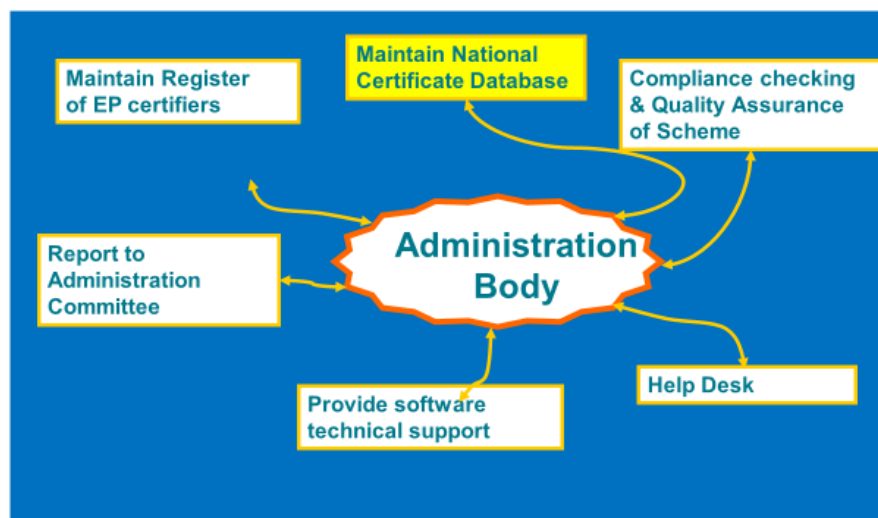 Maintain National
Certificate Database
Maintain Register
of EP certifiers
Compliance checking
& Quality Assurance
of Scheme
Administration
Body
Report to
Administration
Committee
Help Desk
Provide software
technical support